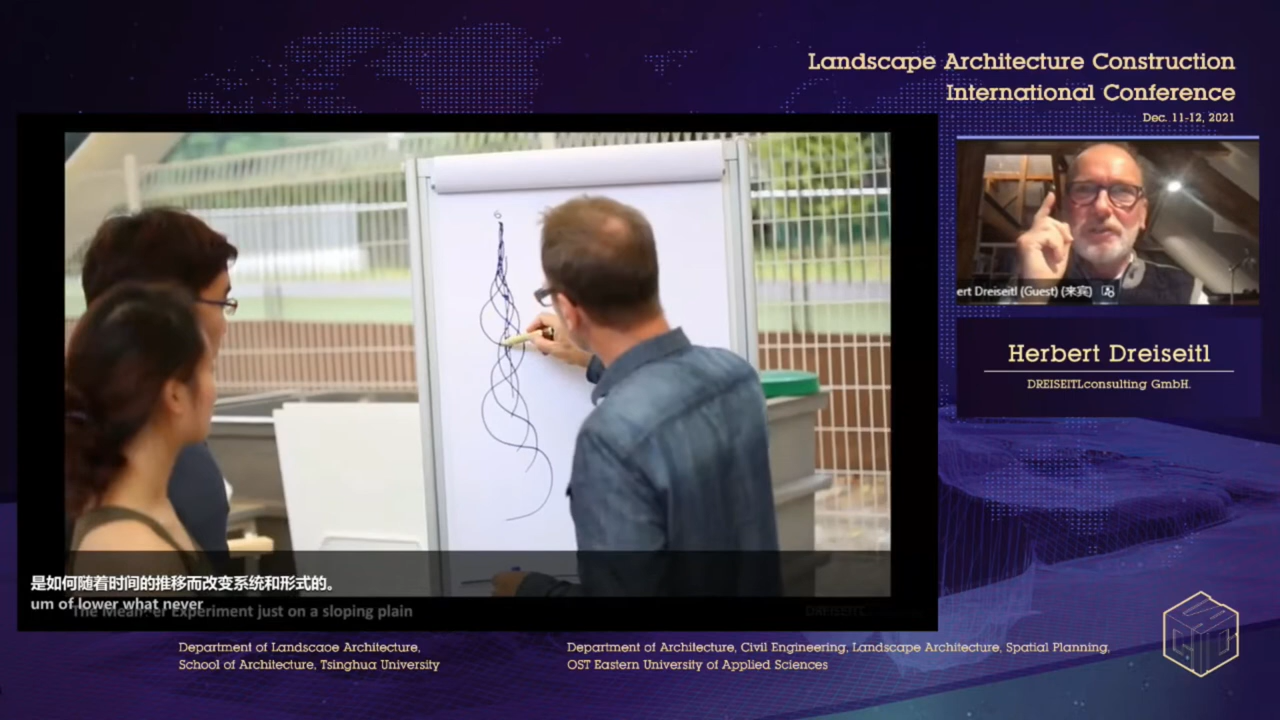 Landscape Architecture Construction
International Conference
Dec. 11-12, 2021
ert Dreiseitl (Guest) (来宾)
Herbert Dreiseitl
DREISEITLconsulting GmbH.
是如何随着时间的推移而改变系统和形式的。
um of lower what never
The Experiment just on a sloping plain
DREISEITL
Department of Landscaoe Architecture,
School of Architecture, Tsinghua University
Department of Architecture, Civil Engineering, Landscape Architecture, Spatial Planning,
OST Eastern University of Applied Sciences